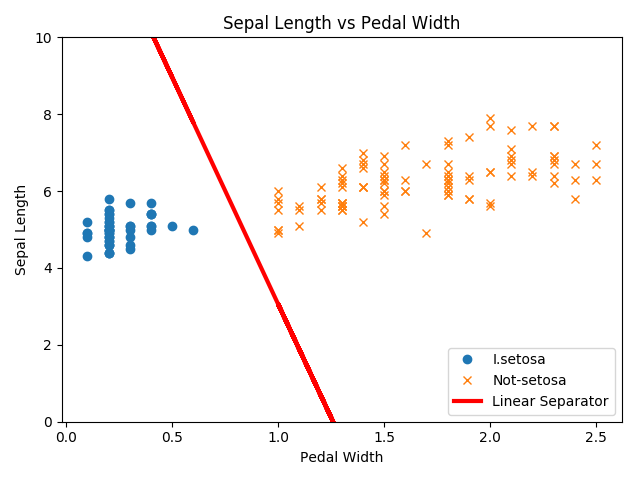 Sepal Length vs Pedal Width
10
8
6
4
2
0
Sepal Length
0.0 0.5 1.0 1.5 2.0 2.5
Pedal Width
I.setosa
Not-setosa
Linear Separator